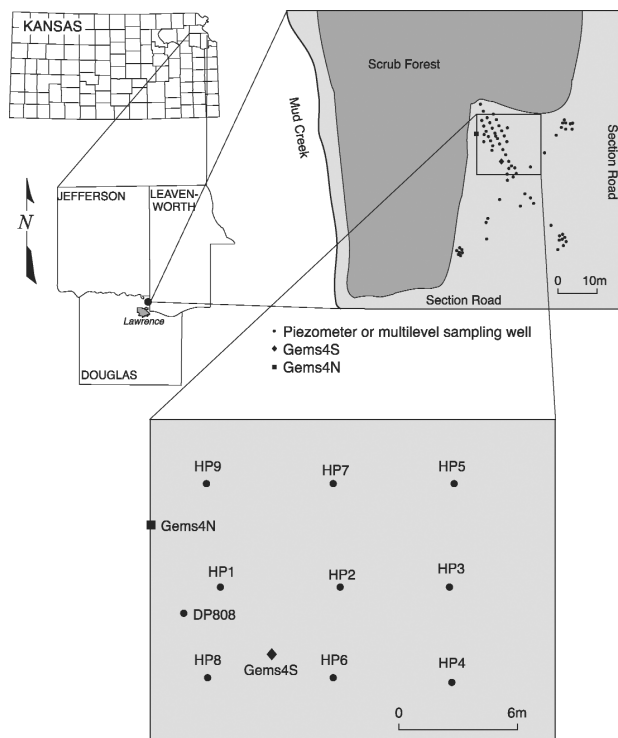 KANSAS
Scrub Forest
Mud Creek
Section Road
0 10m
Section Road
N
JEFFERSON
LEAVEN-
WORTH
Lawrence
DOUGLAS
Piezometer or multilevel sampling well
Gems4S
Gems4N
HP9
HP7
HP5
Gems4N
HP1
HP2
HP3
DP808
HP8
Gems4S
HP6
HP4
0 6m